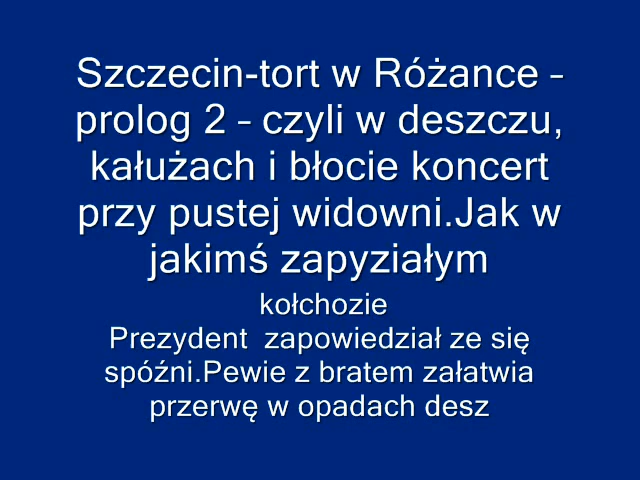 Szczecin-tort w Różance –
prolog 2 – czyli w deszczu,
kałużach i błocie koncert
przy pustej widowni.Jak w
jakimś zapyziałym
kołchozie
Prezydent  zapowiedział ze się
spóźni.Pewie z bratem załatwia
przerwę w opadach desz